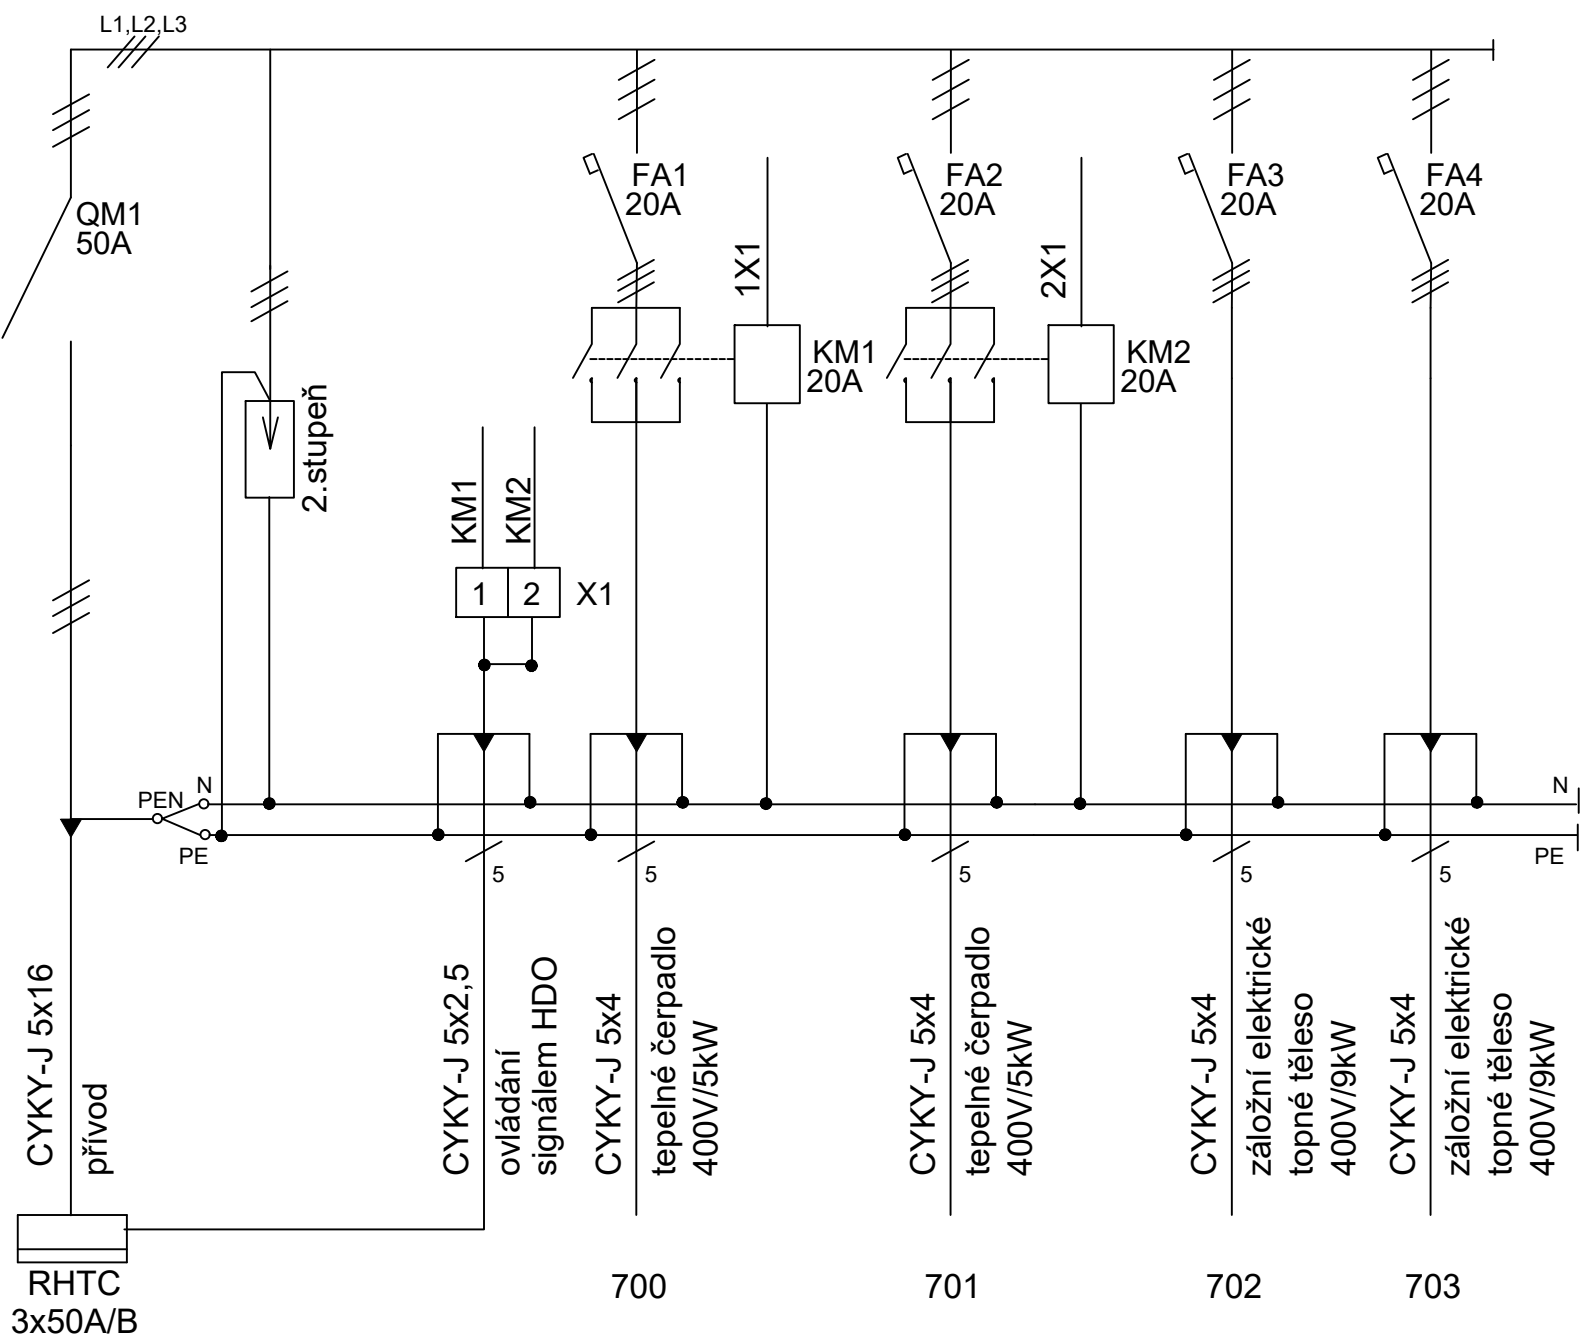 L1,L2,L3
QM1
50A
FA1
20A
FA2
20A
FA3
20A
FA4
20A
1X1
2X1
KM1
20A
KM2
20A
2.stupeň
KM1
KM2
1
2
X1
PEN
N
PE
N
PE
5
5
5
5
5
CYKY-J 5x16
přívod
CYKY-J 5x2,5
ovládání
signálem HDO
CYKY-J 5x4
tepelné čerpadlo
400V/5kW
CYKY-J 5x4
tepelné čerpadlo
400V/5kW
CYKY-J 5x4
záložní elektrické
topné těleso
400V/9kW
CYKY-J 5x4
záložní elektrické
topné těleso
400V/9kW
RHTC
3x50A/B
700
701
702
703